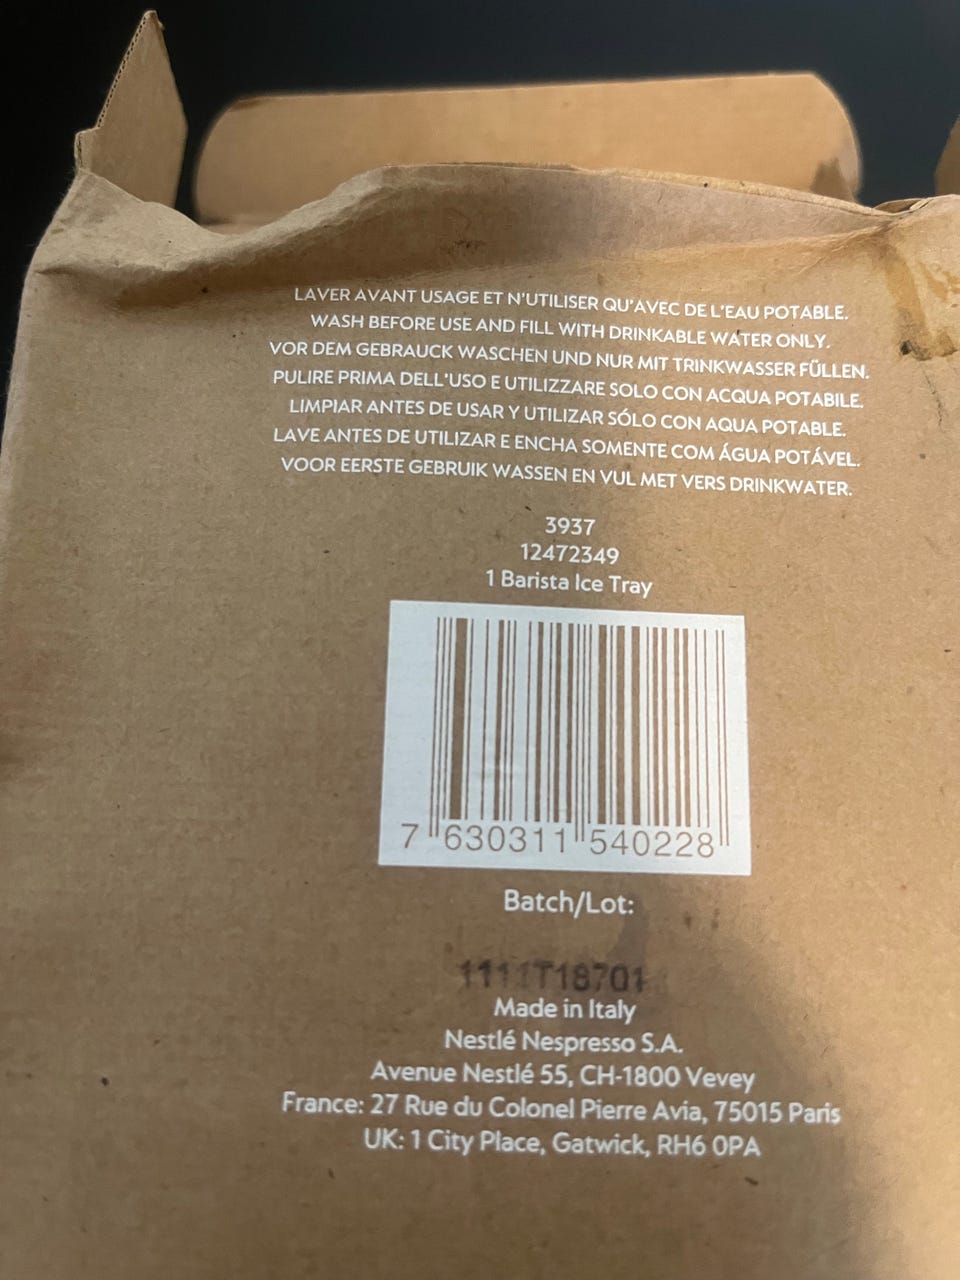 LAVER AVANT USAGE ET N'UTILISER QU'AVEC DE L'EAU POTABLE.
WASH BEFORE USE AND FILL WITH DRINKABLE WATER ONLY.
VOR DEM GEBRAUCK WASCHEN UND NUR MIT TRINKWASSER FÜLLEN.
PULIRE PRIMA DELL'USO E UTILIZZARE SOLO CON ACQUA POTABILE.
LIMPIAR ANTES DE USAR Y UTILIZAR SÓLO CON AQUA POTABLE.
LAVE ANTES DE UTILIZAR E ENCHA SOMENTE COM ÁGUA POTÁVEL.
VOOR EERSTE GEBRUIK WASSEN EN VUL MET VERS DRINKWATER.
3937
12472349
1 Barista Ice Tray
7 630311 540228
Batch/Lot:
1111T18701
Made in Italy
Nestlé Nespresso S.A.
Avenue Nestlé 55, CH-1800 Vevey
France: 27 Rue du Colonel Pierre Avia, 75015 Paris
UK: 1 City Place, Gatwick, RH6 0PA